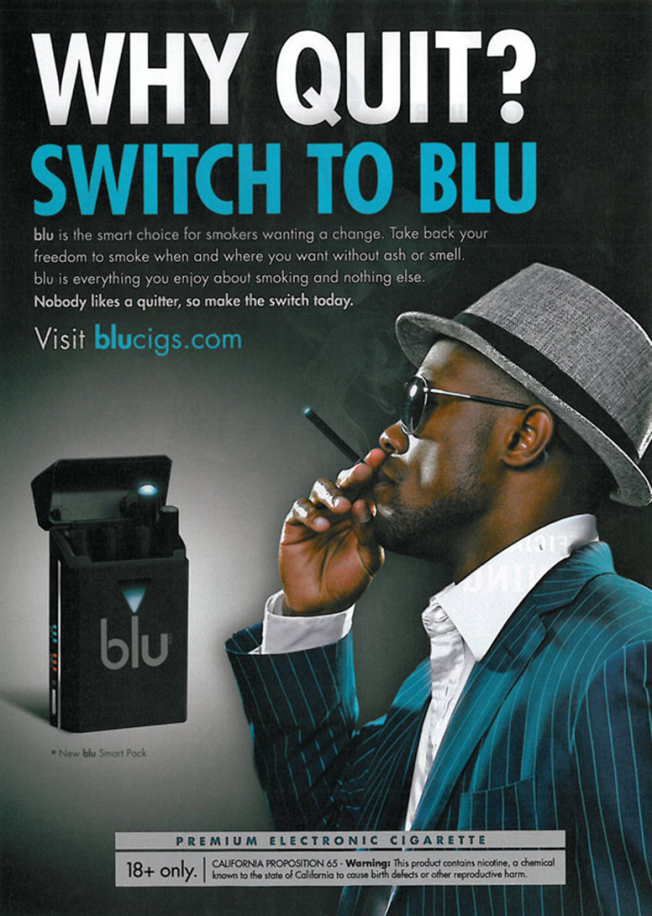 WHY QUIT?
SWITCH TO BLU
blu is the smart choice for smokers wanting a change. Take back your
freedom to smoke when and where you want without ash or smell.
blu is everything you enjoy about smoking and nothing else.
Nobody likes a quitter, so make the switch today.
Visit blucigs.com
blu
* New blu Smart Pack
PREMIUM ELECTRONIC CIGARETTE
18+ only.
CALIFORNIA PROPOSITION 65 - Warning: This product contains nicotine, a chemical
known to the state of California to cause birth defects or other reproductive harm.